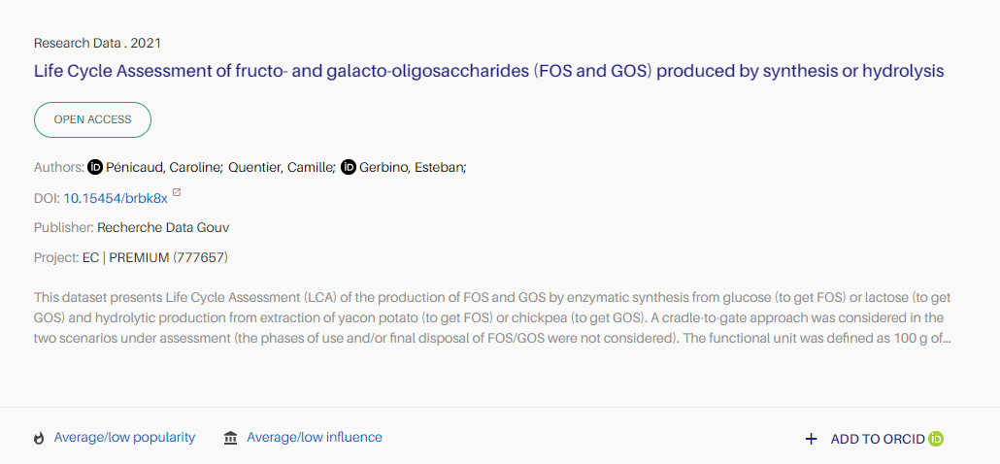 Research Data . 2021
Life Cycle Assessment of fructo- and galacto-oligosaccharides (FOS and GOS) produced by synthesis or hydrolysis
OPEN ACCESS
Authors: iD Pénicaud, Caroline; Quentier, Camille; iD Gerbino, Esteban;
DOI: 10.15454/brbk8x
Publisher: Recherche Data Gouv
Project: EC | PREMIUM (777657)
This dataset presents Life Cycle Assessment (LCA) of the production of FOS and GOS by enzymatic synthesis from glucose (to get FOS) or lactose (to get
GOS) and hydrolytic production from extraction of yacon potato (to get FOS) or chickpea (to get GOS). A cradle-to-gate approach was considered in the
two scenarios under assessment (the phases of use and/or final disposal of FOS/GOS were not considered). The functional unit was defined as 100 g of...
Average/low popularity Average/low influence + ADD TO ORCID iD